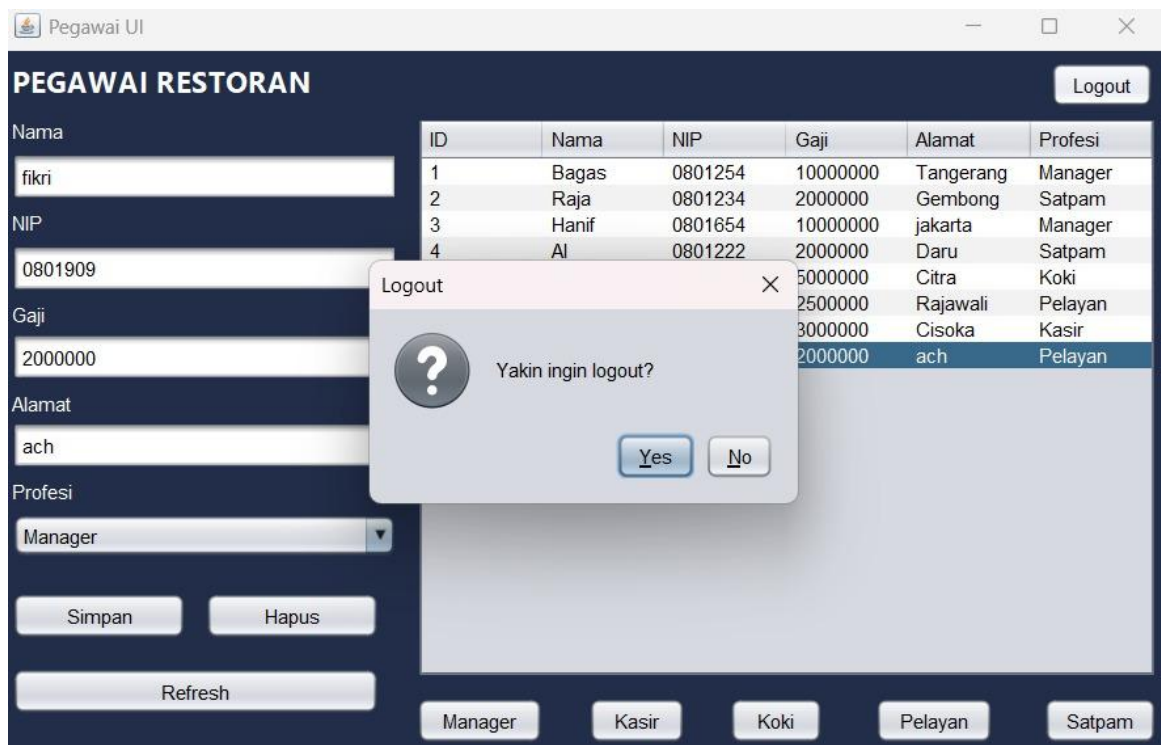 Pegawai UI
PEGAWAI RESTORAN
Logout
Nama
fikri
NIP
0801909
Gaji
2000000
Alamat
ach
Profesi
Manager
Simpan Hapus
Refresh
ID Nama NIP Gaji Alamat Profesi
1 Bagas 0801254 10000000 Tangerang Manager
2 Raja 0801234 2000000 Gembong Satpam
3 Hanif 0801654 10000000 jakarta Manager
4 Al 0801222 2000000 Daru Satpam
5000000 Citra Koki
2500000 Rajawali Pelayan
3000000 Cisoka Kasir
2000000 ach Pelayan
Logout
Yakin ingin logout?
Yes No
Manager Kasir Koki Pelayan Satpam